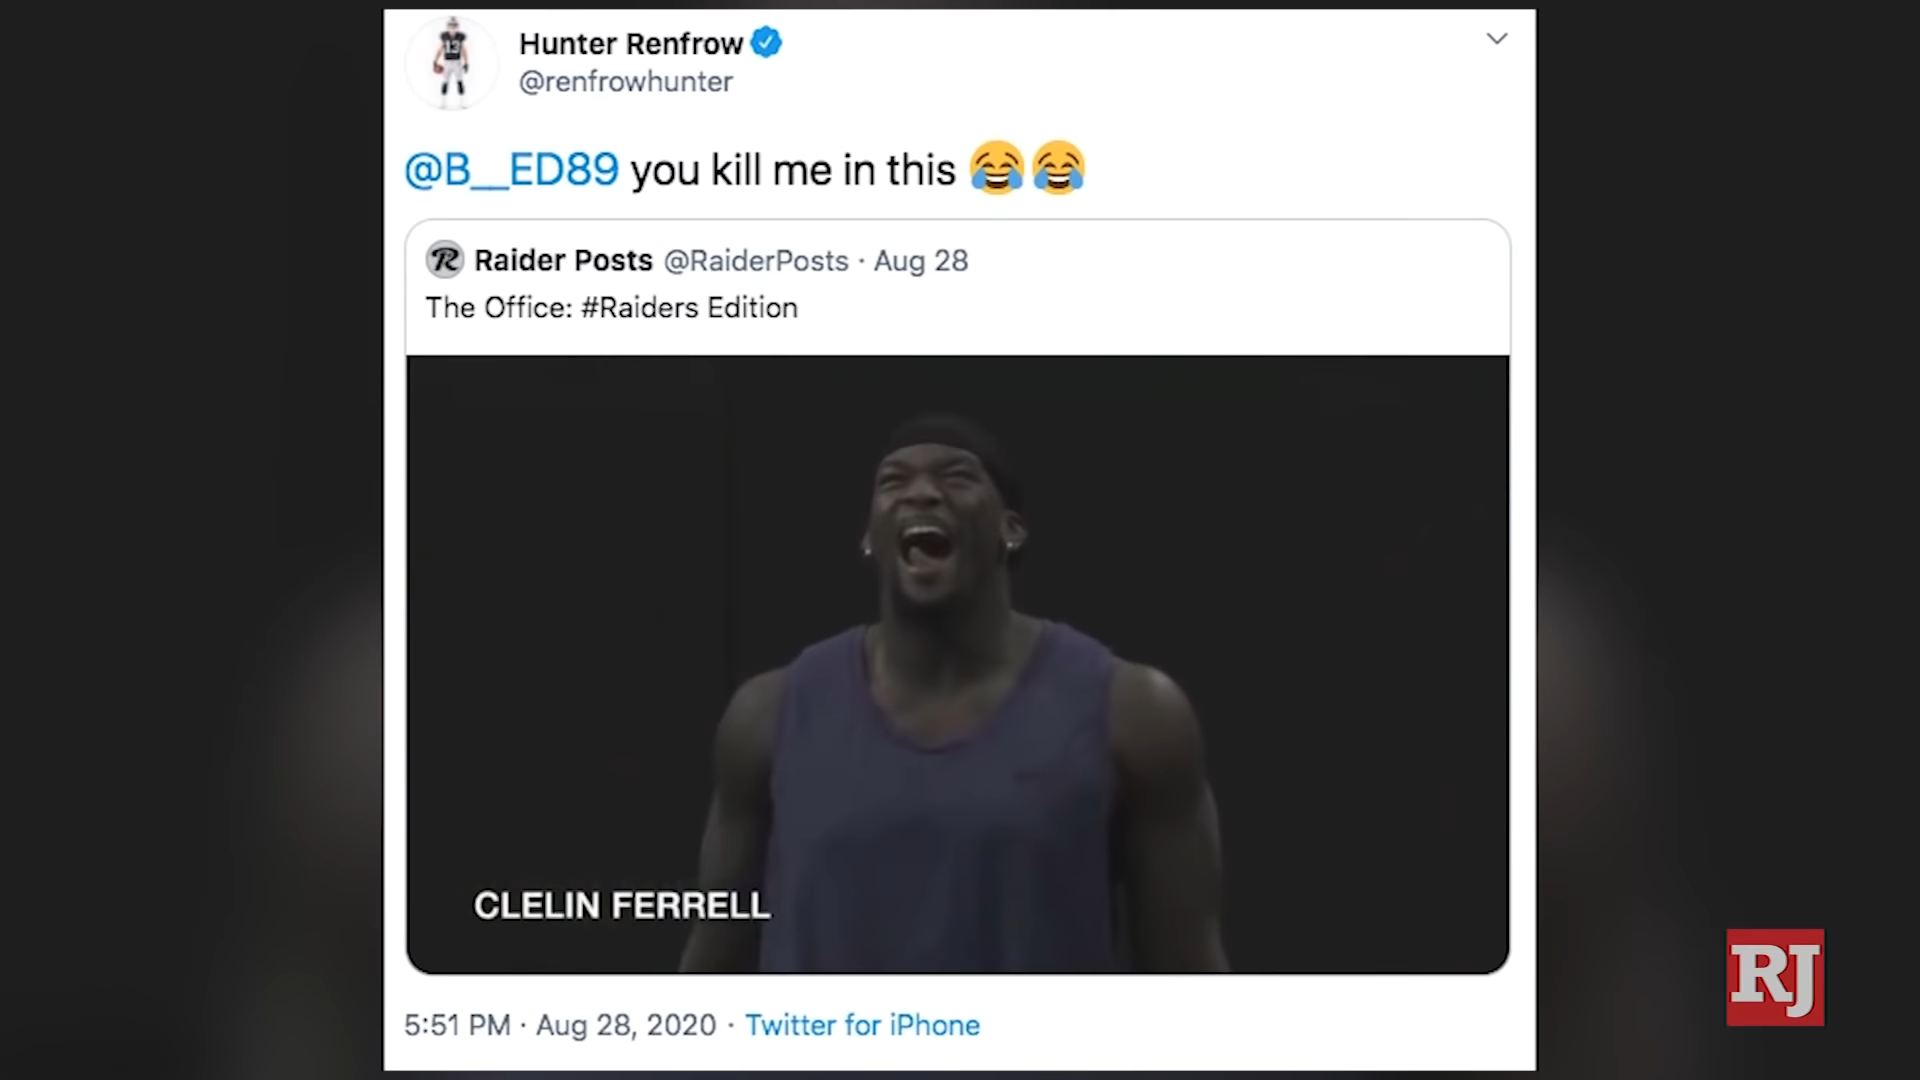 Hunter Renfrow
@renfrowhunter
@B__ED89 you kill me in this 😂😂
R Raider Posts @RaiderPosts · Aug 28
The Office: #Raiders Edition
CLELIN FERRELL
5:51 PM · Aug 28, 2020 · Twitter for iPhone
RJ